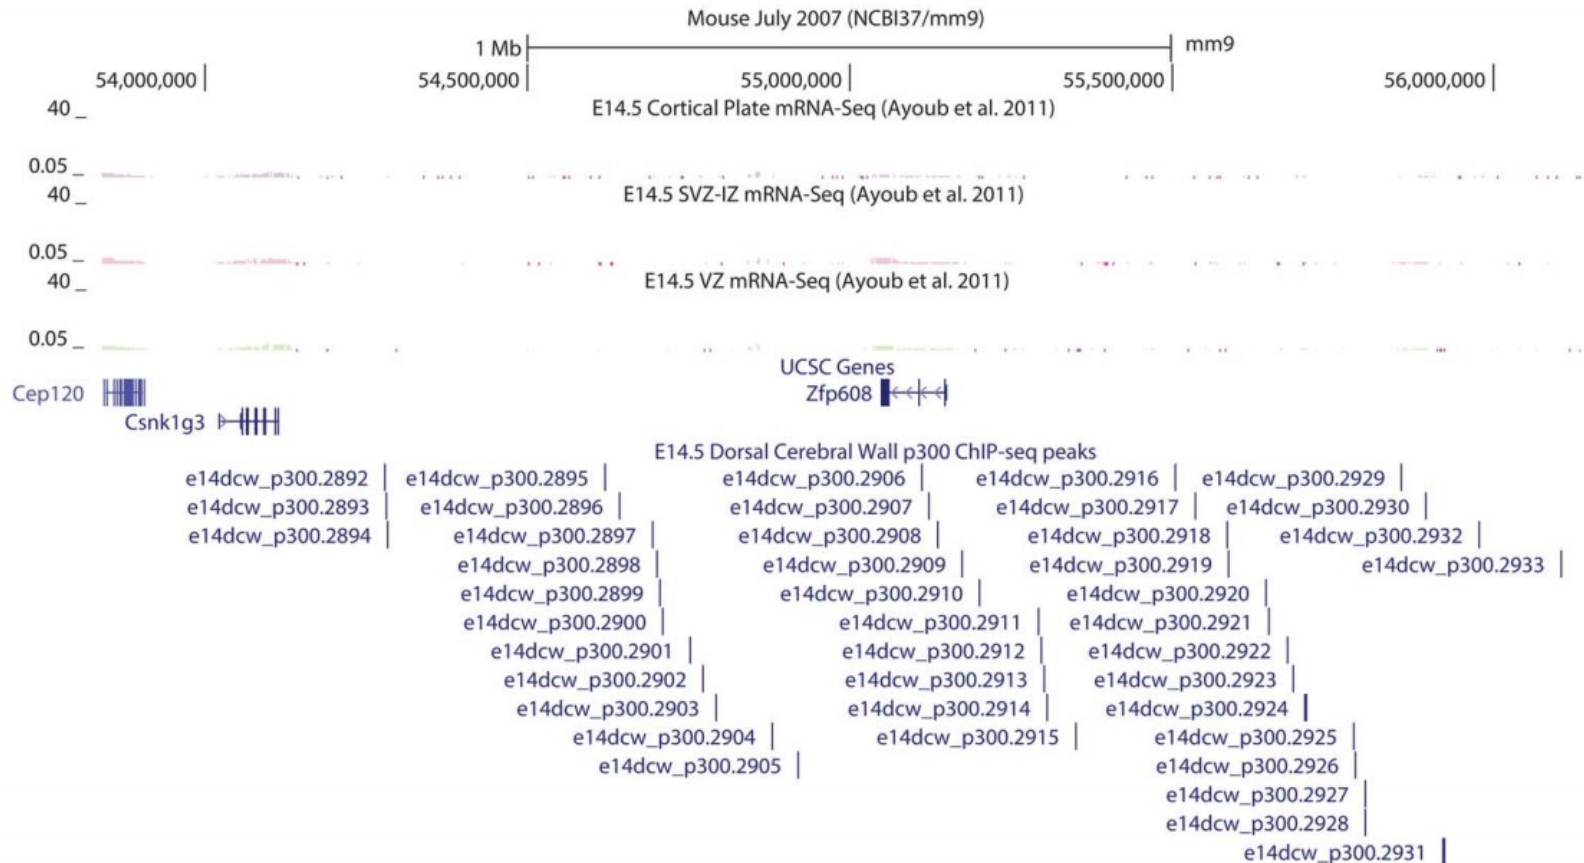 Mouse July 2007 (NCBI37/mm9)
1 Mb mm9
54,000,000 54,500,000 55,000,000 55,500,000 56,000,000
40 _ E14.5 Cortical Plate mRNA-Seq (Ayoub et al. 2011)
0.05 _
40 _ E14.5 SVZ-IZ mRNA-Seq (Ayoub et al. 2011)
0.05 _
40 _ E14.5 VZ mRNA-Seq (Ayoub et al. 2011)
0.05 _
UCSC Genes
Cep120 Zfp608
Csnk1g3
E14.5 Dorsal Cerebral Wall p300 ChIP-seq peaks
e14dcw_p300.2892 e14dcw_p300.2895 e14dcw_p300.2906 e14dcw_p300.2916 e14dcw_p300.2929
e14dcw_p300.2893 e14dcw_p300.2896 e14dcw_p300.2907 e14dcw_p300.2917 e14dcw_p300.2930
e14dcw_p300.2894 e14dcw_p300.2897 e14dcw_p300.2908 e14dcw_p300.2918 e14dcw_p300.2932
e14dcw_p300.2898 e14dcw_p300.2909 e14dcw_p300.2919 e14dcw_p300.2933
e14dcw_p300.2899 e14dcw_p300.2910 e14dcw_p300.2920
e14dcw_p300.2900 e14dcw_p300.2911 e14dcw_p300.2921
e14dcw_p300.2901 e14dcw_p300.2912 e14dcw_p300.2922
e14dcw_p300.2902 e14dcw_p300.2913 e14dcw_p300.2923
e14dcw_p300.2903 e14dcw_p300.2914 e14dcw_p300.2924
e14dcw_p300.2904 e14dcw_p300.2915 e14dcw_p300.2925
e14dcw_p300.2905 e14dcw_p300.2926
e14dcw_p300.2927
e14dcw_p300.2928
e14dcw_p300.2931